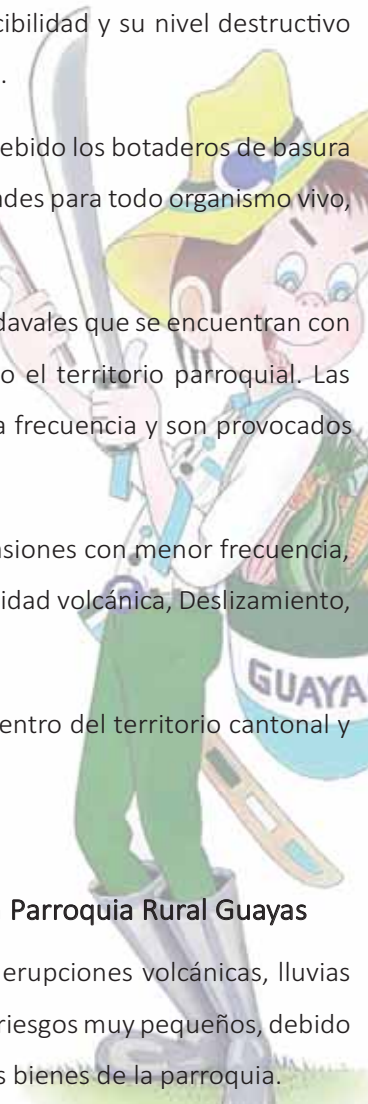 cibilidad y su nivel destructivo
.
ebido los botaderos de basura
des para todo organismo vivo,
davales que se encuentran con
o el territorio parroquial. Las
a frecuencia y son provocados
asiones con menor frecuencia,
idad volcánica, Deslizamiento,
GUAYA
entro del territorio cantonal y
Parroquia Rural Guayas
erupciones volcánicas, lluvias
riesgos muy pequeños, debido
s bienes de la parroquia.